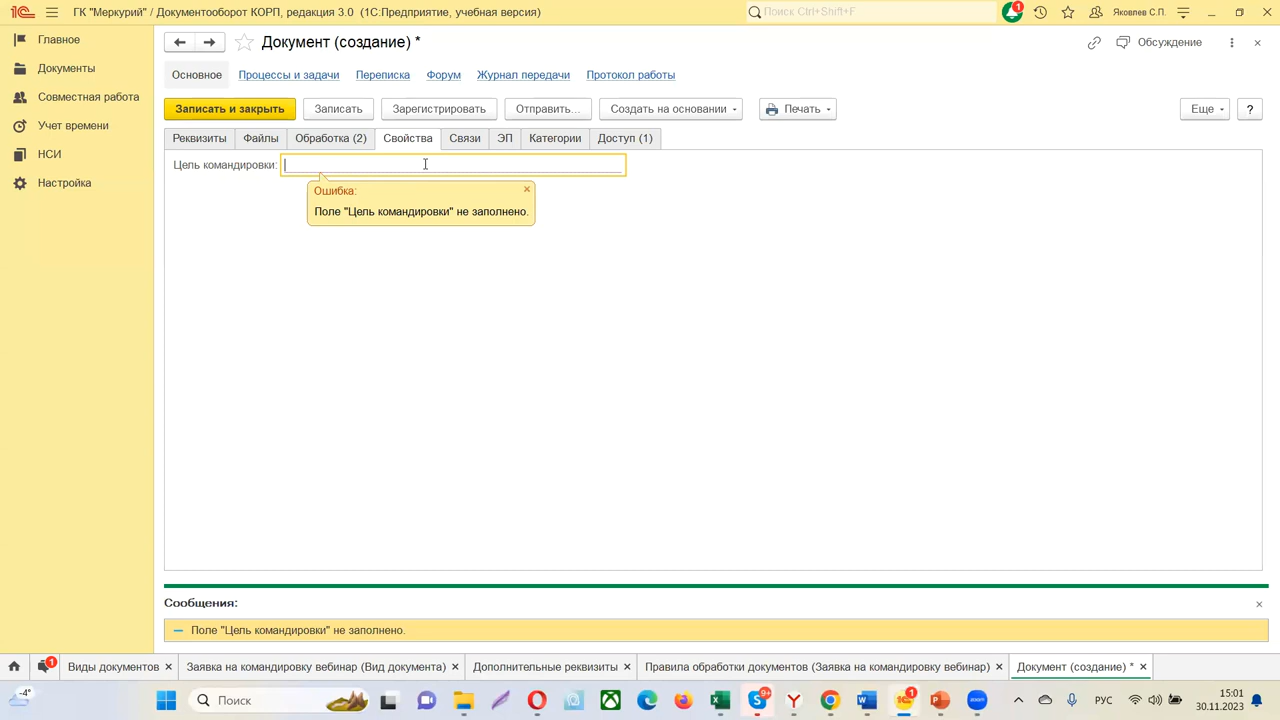 ГК "Меркурий" / Документооборот КОРП, редакция 3.0 (1С:Предприятие, учебная версия)
Поиск Ctrl+Shift+F
1
Яковлев С.П.
Главное
Документы
Совместная работа
Учет времени
НСИ
Настройка
Документ (создание) *
Обсуждение
Основное Процессы и задачи Переписка Форум Журнал передачи Протокол работы
Записать и закрыть Записать Зарегистрировать Отправить... Создать на основании Печать Еще ?
Реквизиты Файлы Обработка (2) Свойства Связи ЭП Категории Доступ (1)
Цель командировки:
Ошибка:
Поле "Цель командировки" не заполнено.
Сообщения:
Поле "Цель командировки" не заполнено.
1 Виды документов Заявка на командировку вебинар (Вид документа) Дополнительные реквизиты Правила обработки документов (Заявка на командировку вебинар) Документ (создание) *
-4°
Поиск
9+
1
РУС
15:01
30.11.2023